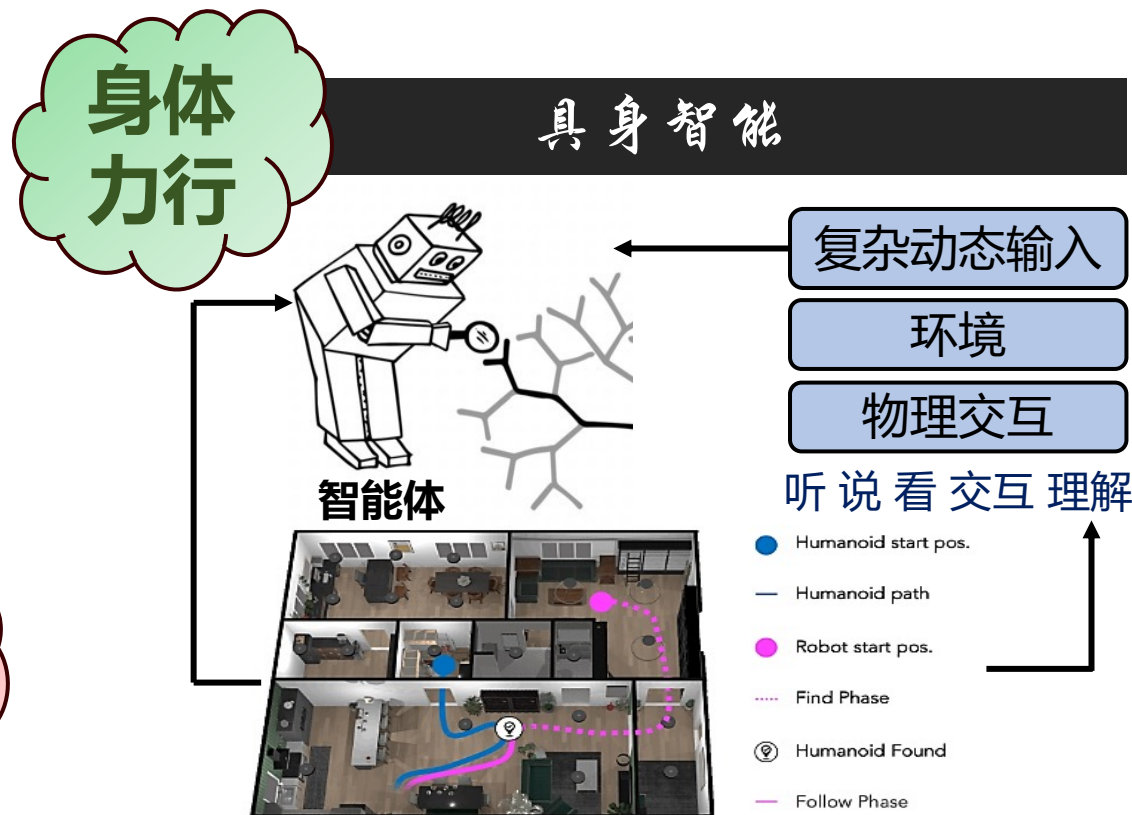 身体
力行
具身智能
复杂动态输入
环境
物理交互
听 说 看 交互 理解
智能体
Humanoid start pos.
Humanoid path
Robot start pos.
Find Phase
Humanoid Found
Follow Phase